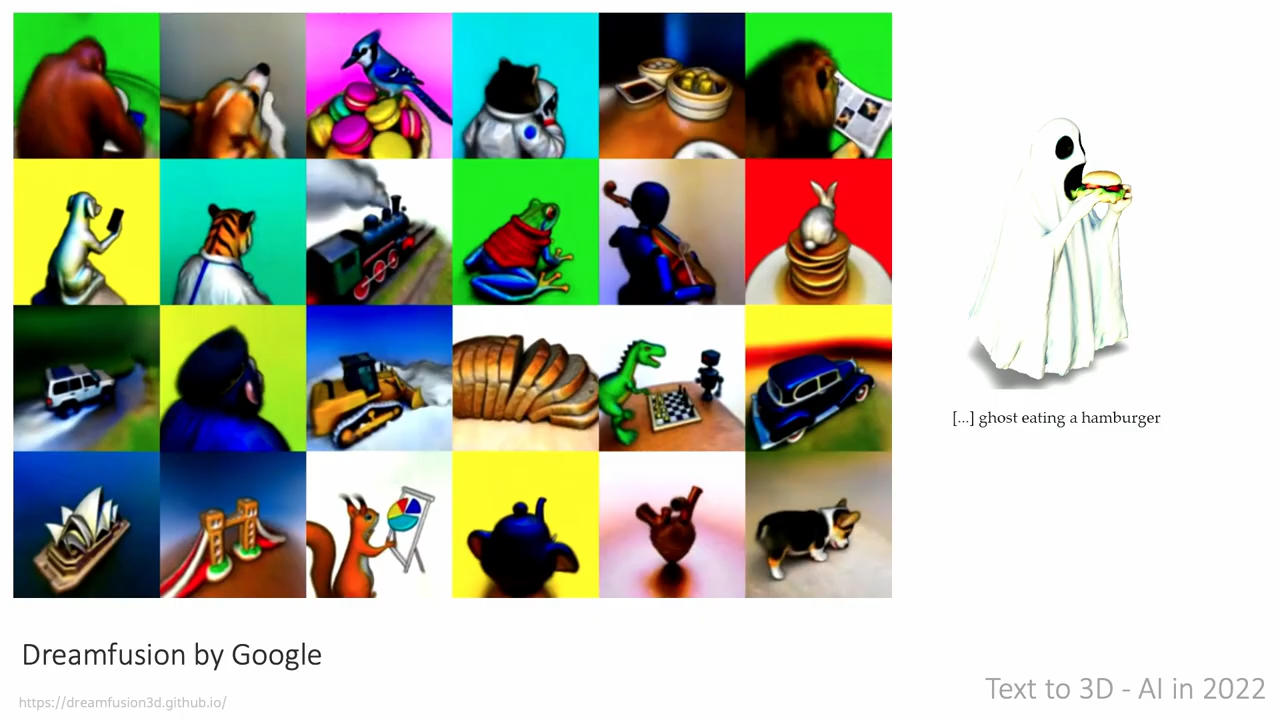 [...] ghost eating a hamburger
Dreamfusion by Google
https://dreamfusion3d.github.io/
Text to 3D - AI in 2022